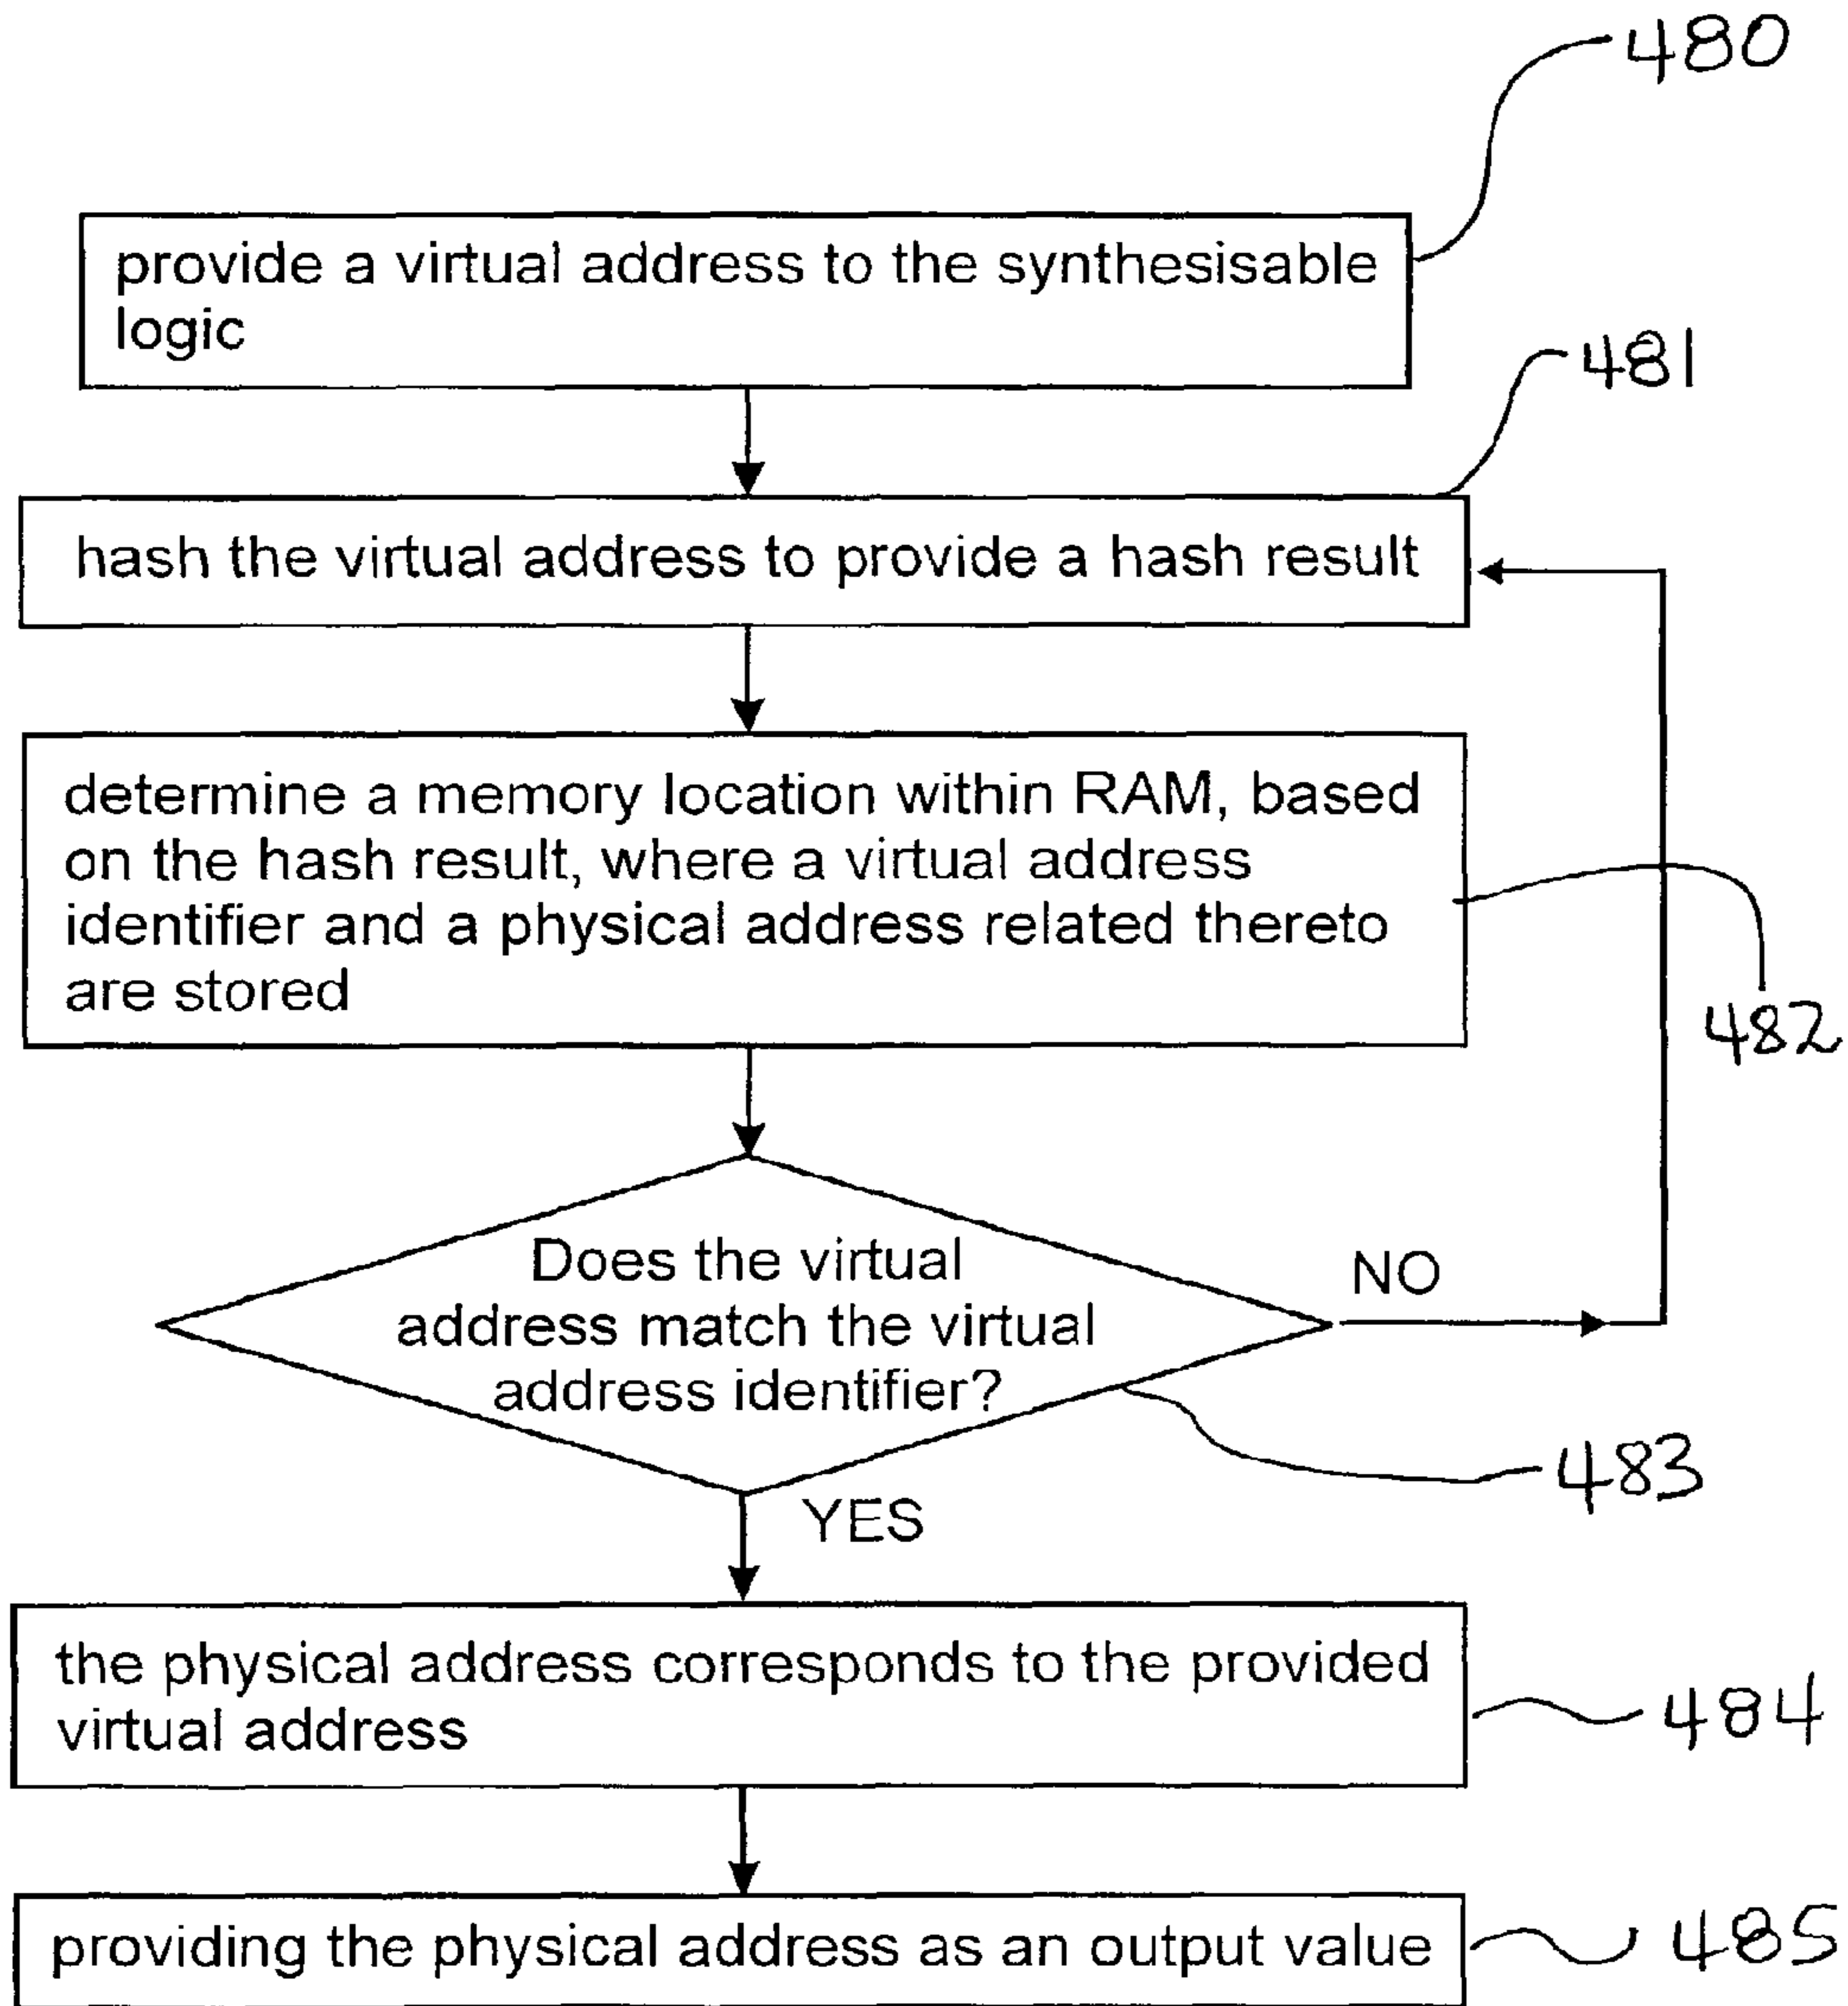 480
provide a virtual address to the synthesisable
logic
481
hash the virtual address to provide a hash result
determine a memory location within RAM, based
on the hash result, where a virtual address
identifier and a physical address related thereto
are stored
482
Does the virtual
address match the virtual
address identifier?
NO
483
YES
the physical address corresponds to the provided
virtual address
484
providing the physical address as an output value
485